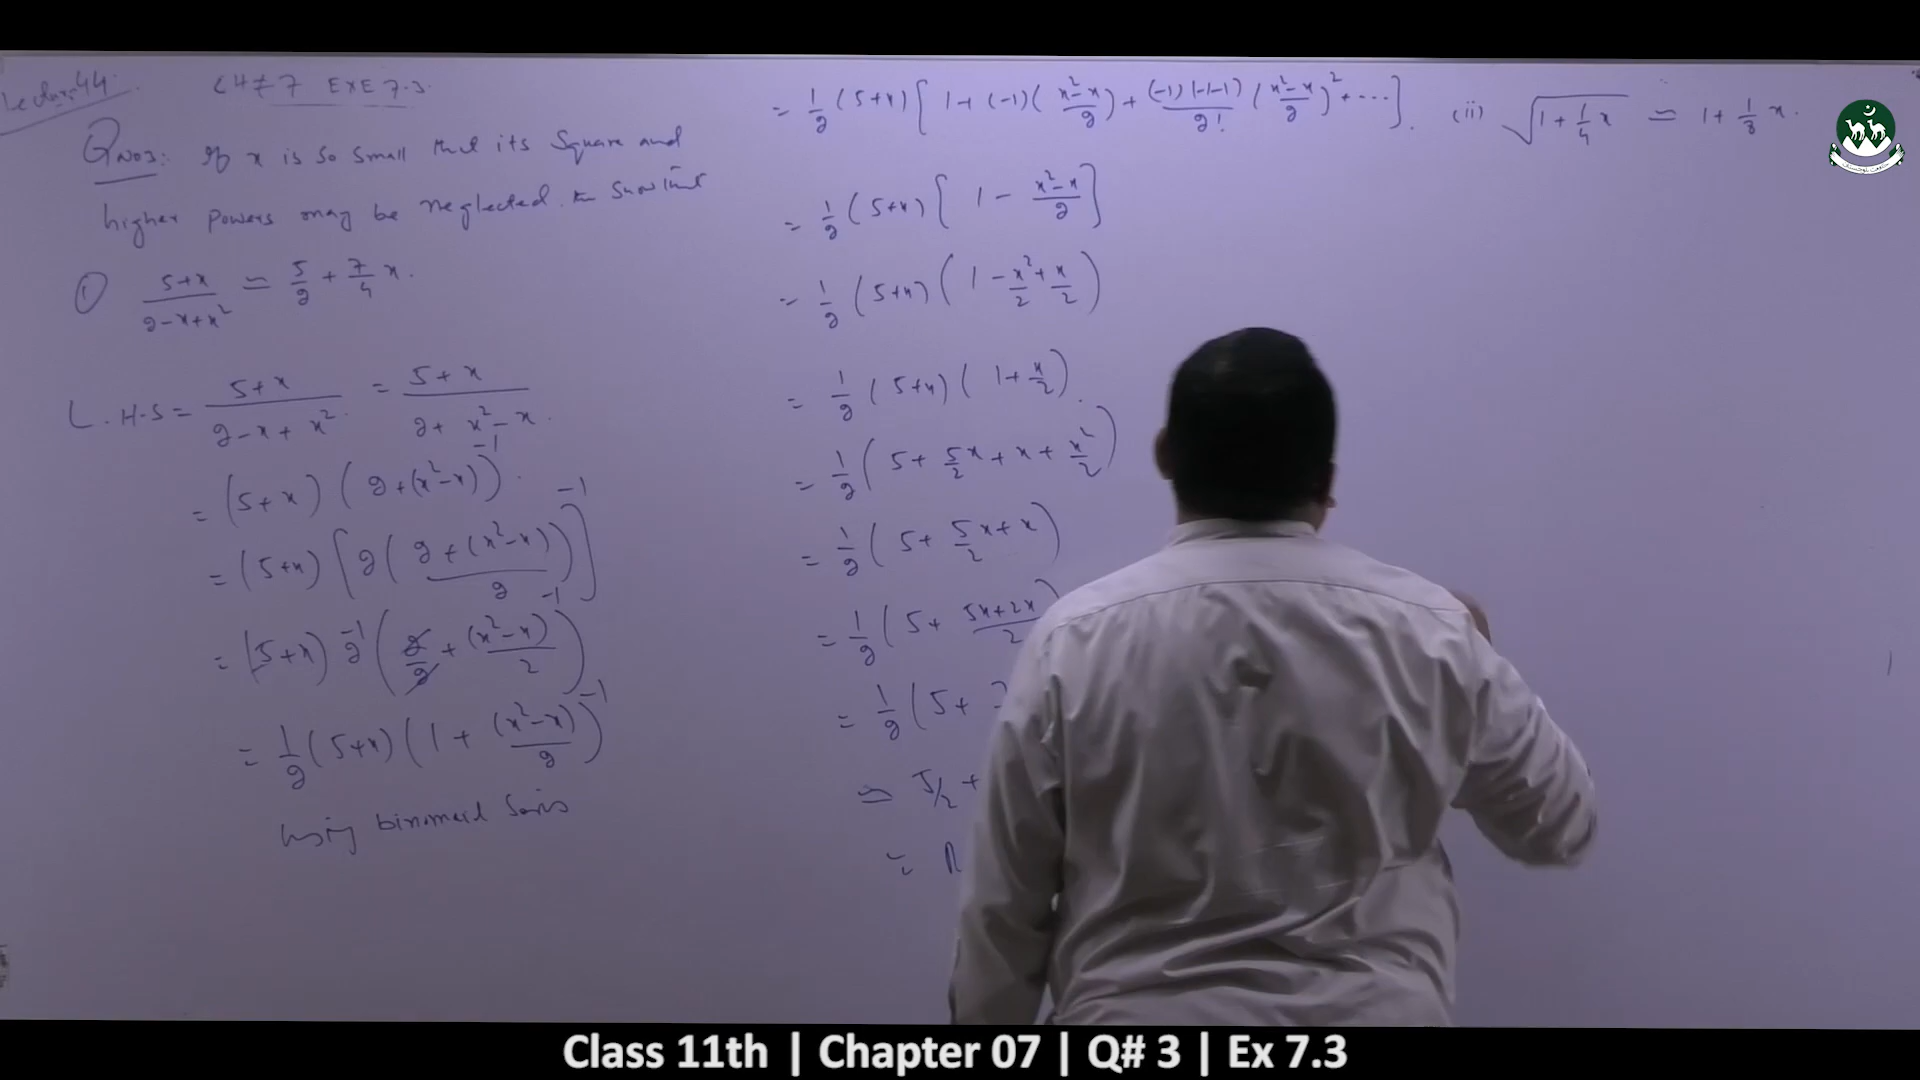 Lecture 44. CH # 7 EXE 7.3.
Q No 3: If x is so small that its Square and
higher powers may be neglected. Show that
① (5+x)/(2-x+x²) ≃ 5/2 + 7/4 x.
L.H.S = (5+x)/(2-x+x²) = (5+x)/(2+x²-x).
= (5+x) (2+(x²-x))⁻¹.
= (5+x) [2((2+(x²-x))/2)]⁻¹
= (5+x) 2⁻¹ (2/2 + (x²-x)/2)⁻¹
= 1/2 (5+x) (1 + (x²-x)/2)⁻¹
using binomial Series
= 1/2 (5+x) [1 + (-1)((x²-x)/2) + (-1)(-1-1)/2! ((x²-x)/2)² + ....].
= 1/2 (5+x) [1 - (x²-x)/2]
= 1/2 (5+x) (1 - x²/2 + x/2)
= 1/2 (5+x) (1 + x/2).
= 1/2 (5 + 5/2 x + x + x²/2)
= 1/2 (5 + 5/2 x + x)
= 1/2 (5 + (5x+2x)/2)
= 1/2 (5 +
≃ 5/2 +
= R
(ii) √(1 + 1/4 x) ≃ 1 + 1/8 x.
Class 11th | Chapter 07 | Q# 3 | Ex 7.3